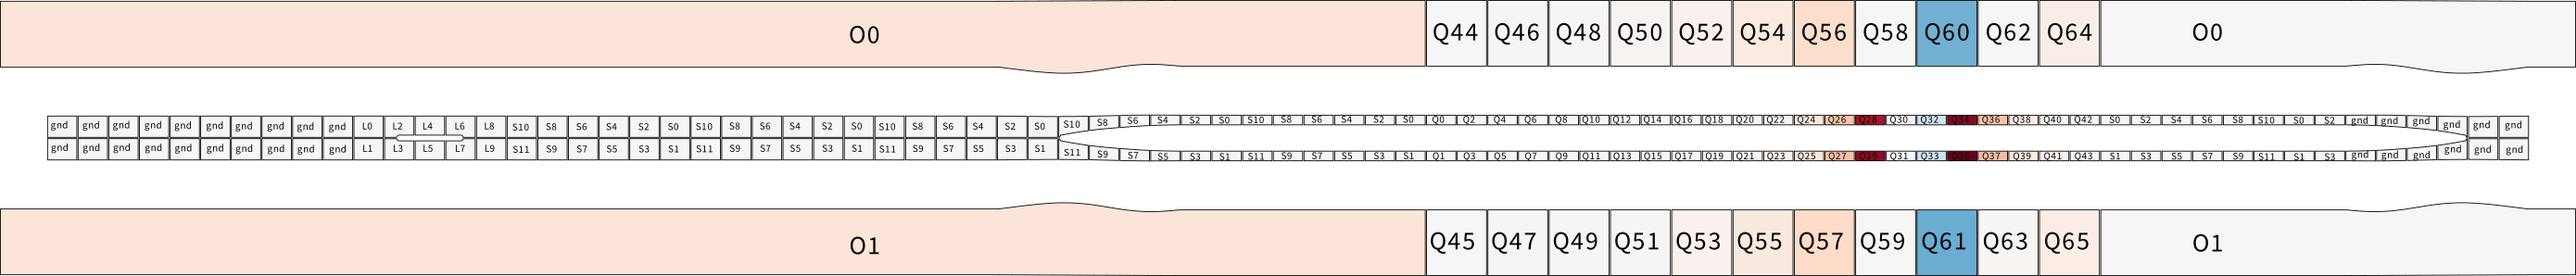 O0 Q44 Q46 Q48 Q50 Q52 Q54 Q56 Q58 Q60 Q62 Q64 O0
gnd gnd gnd gnd gnd gnd gnd gnd gnd gnd L0 L2 L4 L6 L8 S10 S8 S6 S4 S2 S0 S10 S8 S6 S4 S2 S0 S10 S8 S6 S4 S2 S0 S10 S8 S6 S4 S2 S0 S10 S8 S6 S4 S2 S0 Q0 Q2 Q4 Q6 Q8 Q10 Q12 Q14 Q16 Q18 Q20 Q22 Q24 Q26 Q28 Q30 Q32 Q34 Q36 Q38 Q40 Q42 S0 S2 S4 S6 S8 S10 S0 S2 gnd gnd gnd gnd gnd gnd
gnd gnd gnd gnd gnd gnd gnd gnd gnd gnd L1 L3 L5 L7 L9 S11 S9 S7 S5 S3 S1 S11 S9 S7 S5 S3 S1 S11 S9 S7 S5 S3 S1 S11 S9 S7 S5 S3 S1 S11 S9 S7 S5 S3 S1 Q1 Q3 Q5 Q7 Q9 Q11 Q13 Q15 Q17 Q19 Q21 Q23 Q25 Q27 Q29 Q31 Q33 Q35 Q37 Q39 Q41 Q43 S1 S3 S5 S7 S9 S11 S1 S3 gnd gnd gnd gnd gnd gnd
O1 Q45 Q47 Q49 Q51 Q53 Q55 Q57 Q59 Q61 Q63 Q65 O1